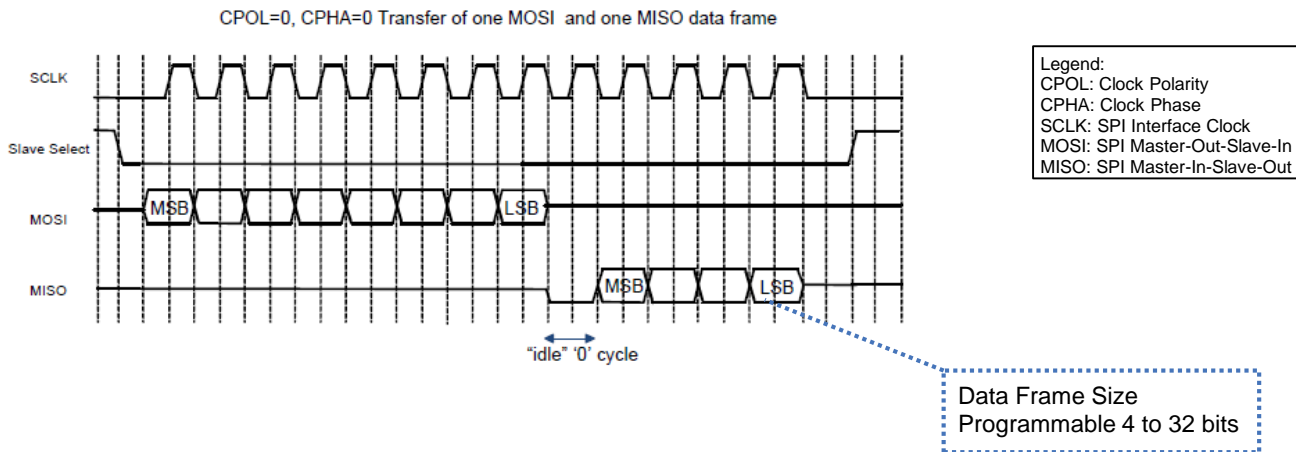 CPOL=0, CPHA=0 Transfer of one MOSI and one MISO data frame
SCLK
Slave Select
MOSI
MSB
LSB
MISO
MSB
LSB
"idle" '0' cycle
Legend:
CPOL: Clock Polarity
CPHA: Clock Phase
SCLK: SPI Interface Clock
MOSI: SPI Master-Out-Slave-In
MISO: SPI Master-In-Slave-Out
Data Frame Size
Programmable 4 to 32 bits